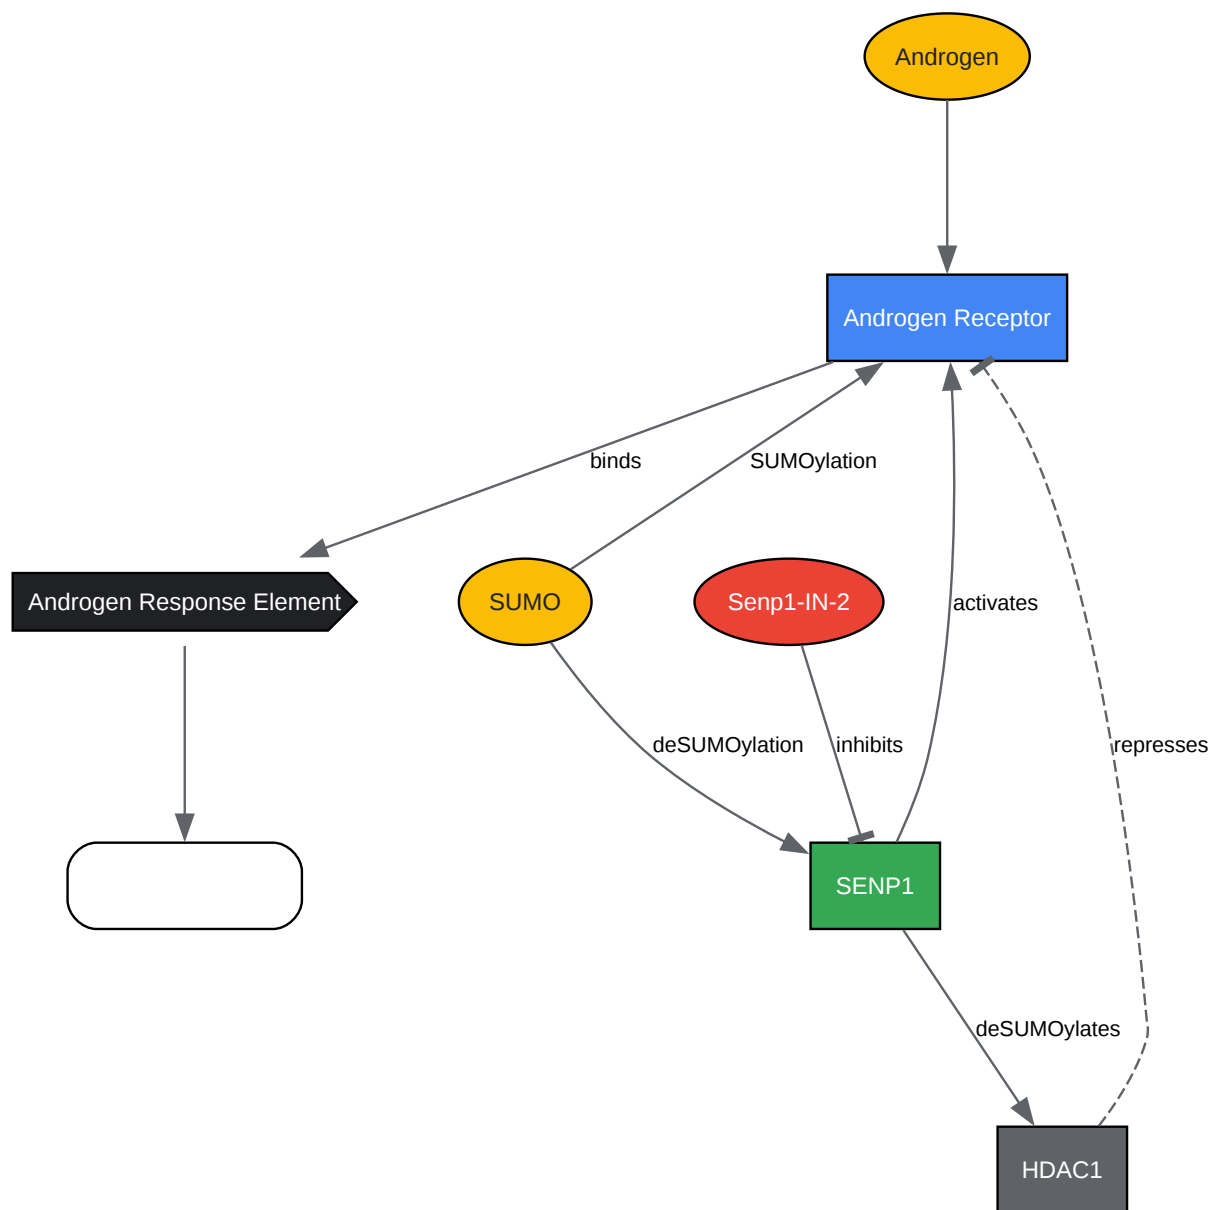 Androgen
Androgen Receptor
binds
SUMOylation
Androgen Response Element
SUMO
Senp1-IN-2
activates
deSUMOylation
inhibits
represses
SENP1
deSUMOylates
HDAC1